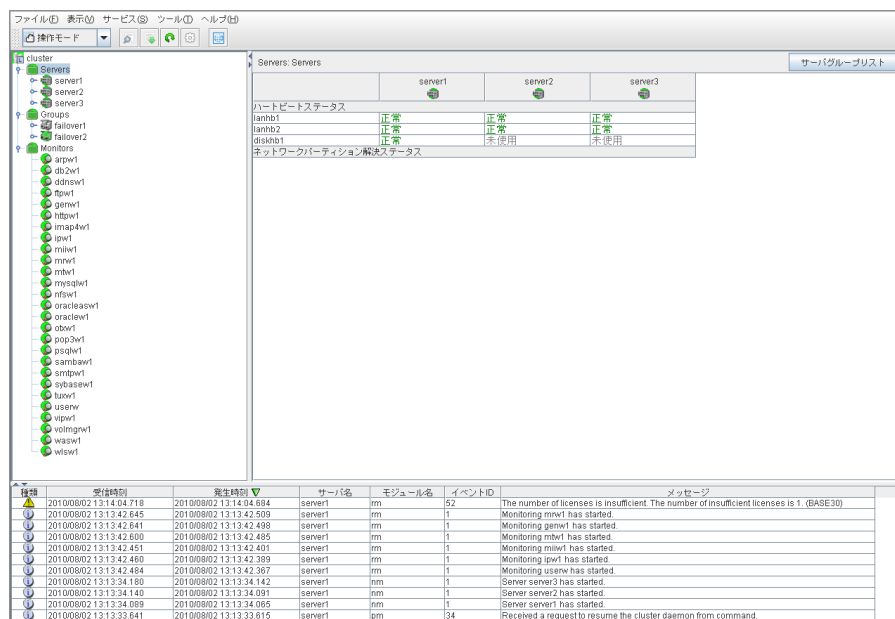 ファイル(F) 表示(V) サービス(S) ツール(T) ヘルプ(H)
操作モード
cluster
Servers
server1
server2
server3
Groups
failover1
failover2
Monitors
arpw1
db2w1
ddnsw1
ftpw1
genw1
httpw1
imap4w1
ipw1
miiw1
mrw1
mtw1
mysqlw1
nfsw1
oracleasw1
oraclew1
otxw1
pop3w1
psqlw1
sambaw1
smtpw1
sybasew1
tuxw1
userw
vipw1
volmgrw1
wasw1
wlsw1
Servers: Servers
サーバグループリスト
server1 server2 server3
ハートビートステータス
lanhb1 正常 正常 正常
lanhb2 正常 正常 正常
diskhb1 正常 未使用 未使用
ネットワークパーティション解決ステータス
種類 受信時刻 発生時刻 サーバ名 モジュール名 イベントID メッセージ
2010/08/02 13:14:04.718 2010/08/02 13:14:04.684 server1 rm 52 The number of licenses is insufficient. The number of insufficient licenses is 1. (BASE30)
2010/08/02 13:13:42.645 2010/08/02 13:13:42.509 server1 rm 1 Monitoring mrw1 has started.
2010/08/02 13:13:42.641 2010/08/02 13:13:42.498 server1 rm 1 Monitoring genw1 has started.
2010/08/02 13:13:42.600 2010/08/02 13:13:42.485 server1 rm 1 Monitoring mtw1 has started.
2010/08/02 13:13:42.451 2010/08/02 13:13:42.401 server1 rm 1 Monitoring miiw1 has started.
2010/08/02 13:13:42.460 2010/08/02 13:13:42.389 server1 rm 1 Monitoring ipw1 has started.
2010/08/02 13:13:42.484 2010/08/02 13:13:42.367 server1 rm 1 Monitoring userw has started.
2010/08/02 13:13:34.180 2010/08/02 13:13:34.142 server1 nm 1 Server server3 has started.
2010/08/02 13:13:34.140 2010/08/02 13:13:34.091 server1 nm 1 Server server2 has started.
2010/08/02 13:13:34.089 2010/08/02 13:13:34.065 server1 nm 1 Server server1 has started.
2010/08/02 13:13:33.641 2010/08/02 13:13:33.615 server1 pm 34 Received a request to resume the cluster daemon from command.